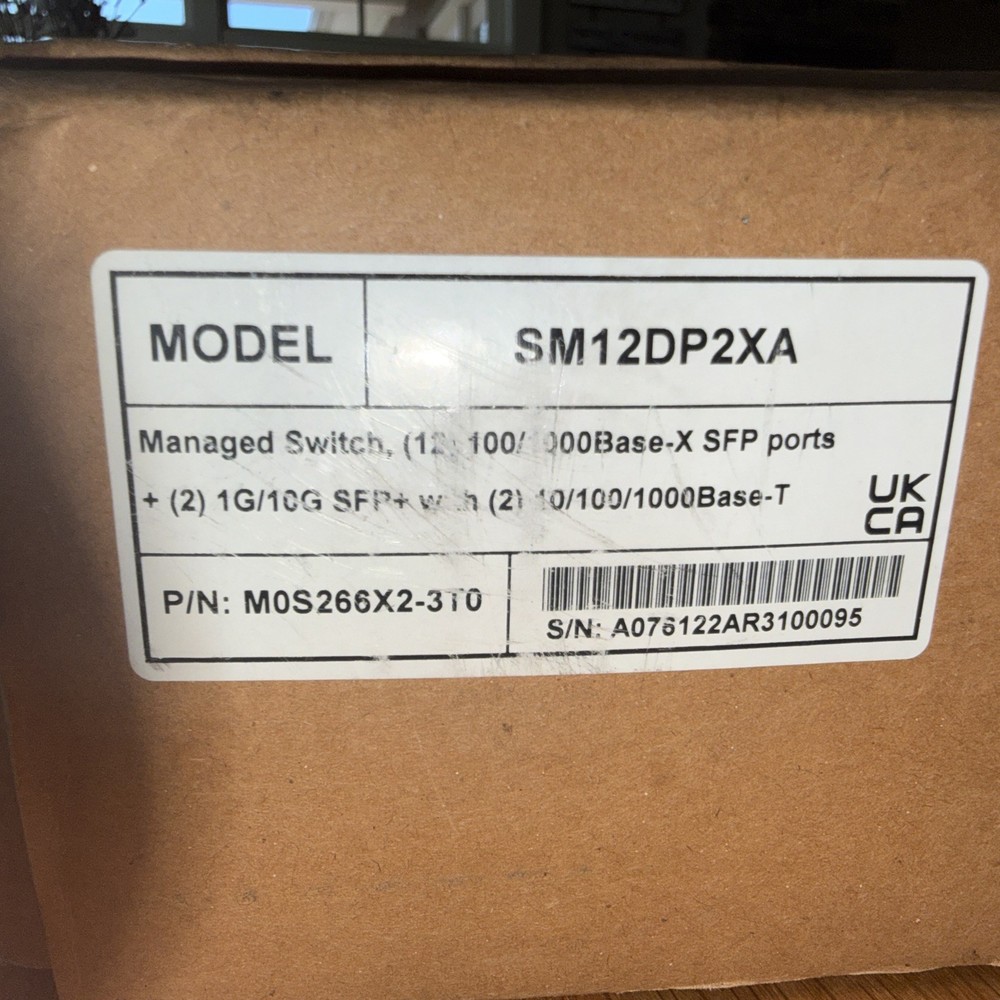 MODEL SM12DP2XA
Managed Switch, (12) 100/1000Base-X SFP ports
+ (2) 1G/10G SFP+ with (2) 10/100/1000Base-T
UK
CA
P/N: M0S266X2-3T0
S/N: A076122AR3100095